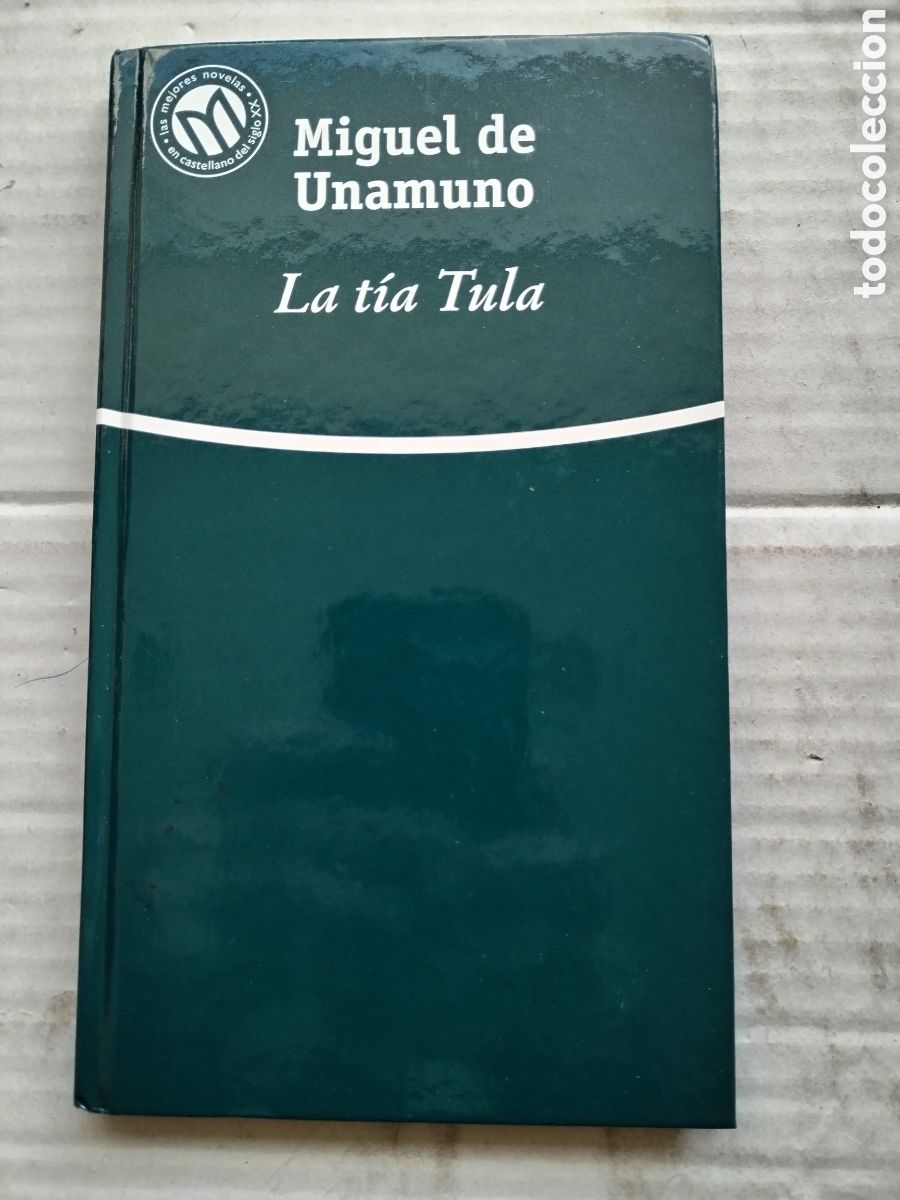 • las mejores novelas •
en castellano del siglo XX
Miguel de
Unamuno
La tía Tula
todocoleccion